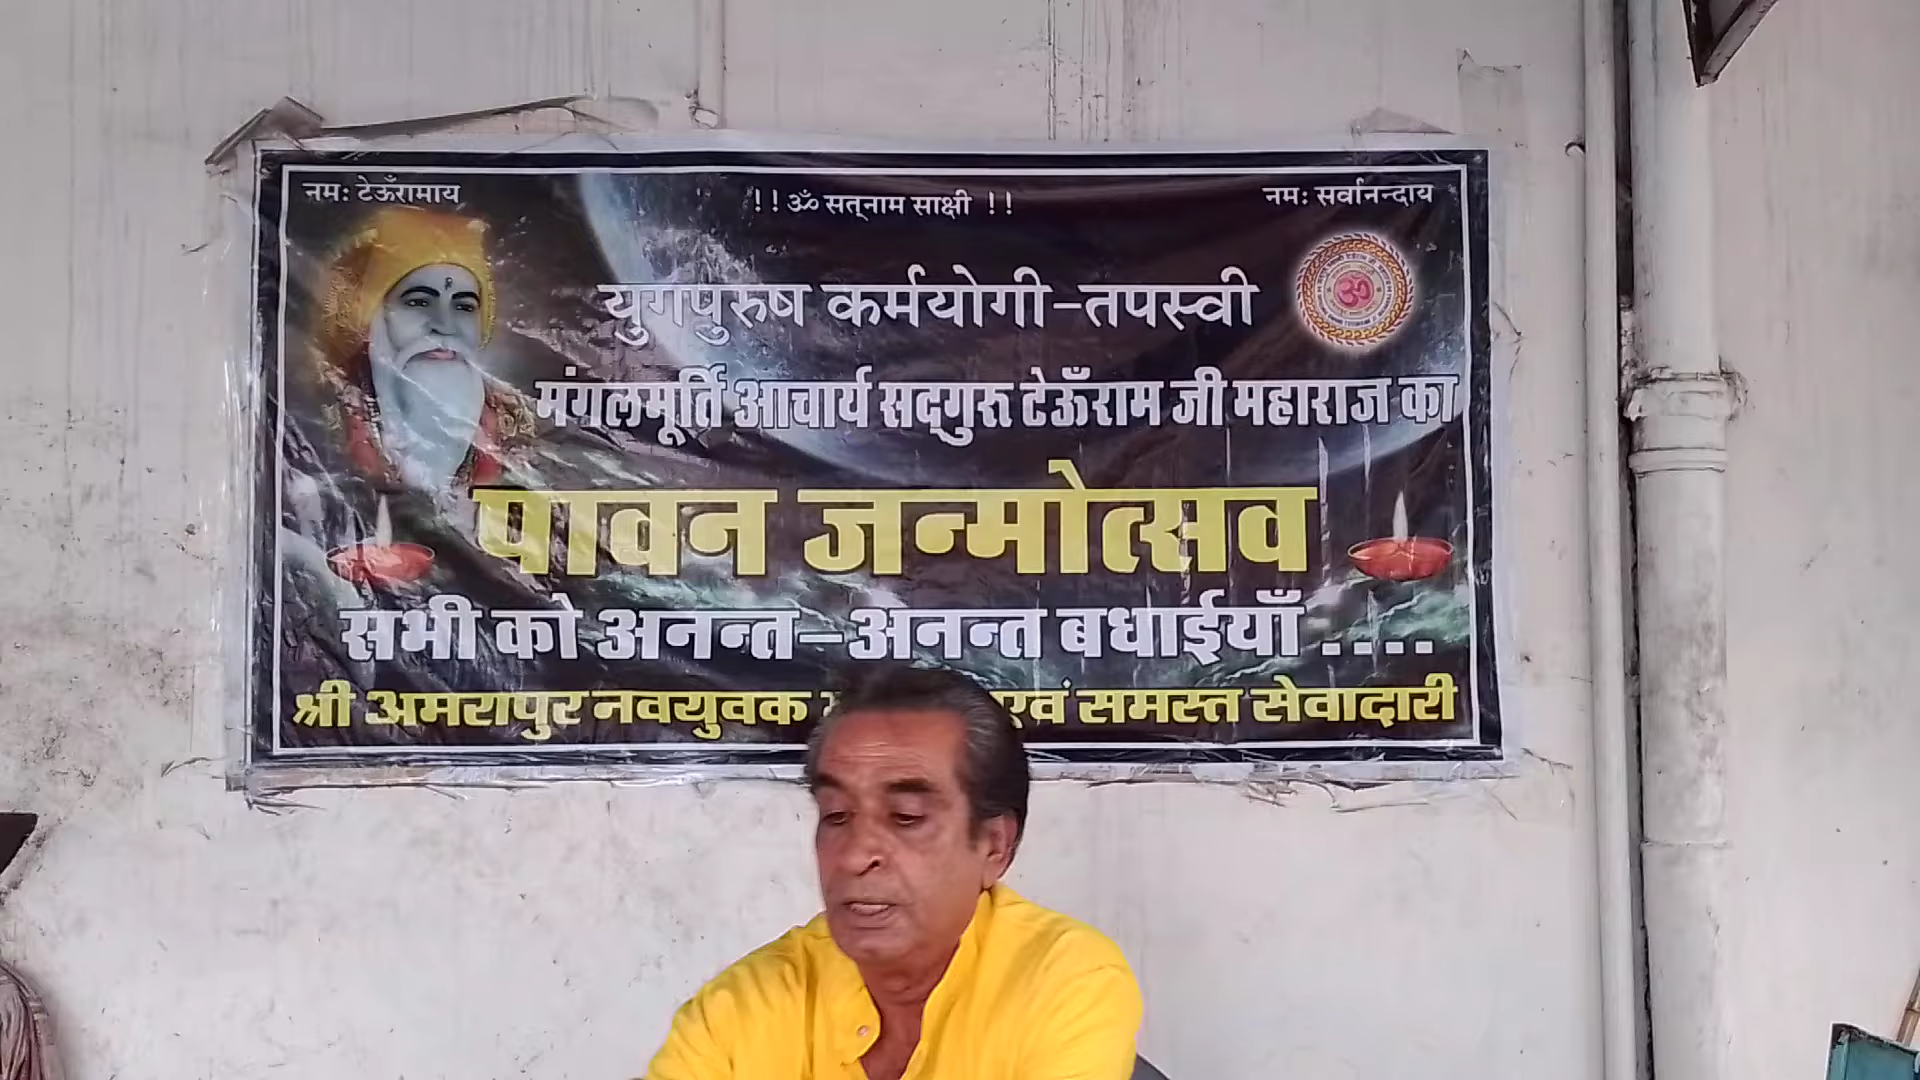 नमः टेऊँरामाय
!! ॐ सत्नाम साक्षी !!
नमः सर्वानन्दाय
युगपुरुष कर्मयोगी-तपस्वी
मंगलमूर्ति आचार्य सद्गुरू टेऊँराम जी महाराज का
पावन जन्मोत्सव
सभी को अनन्त-अनन्त बधाईयाँ ....
श्री अमरापुर नवयुवक एवं समस्त सेवादारी